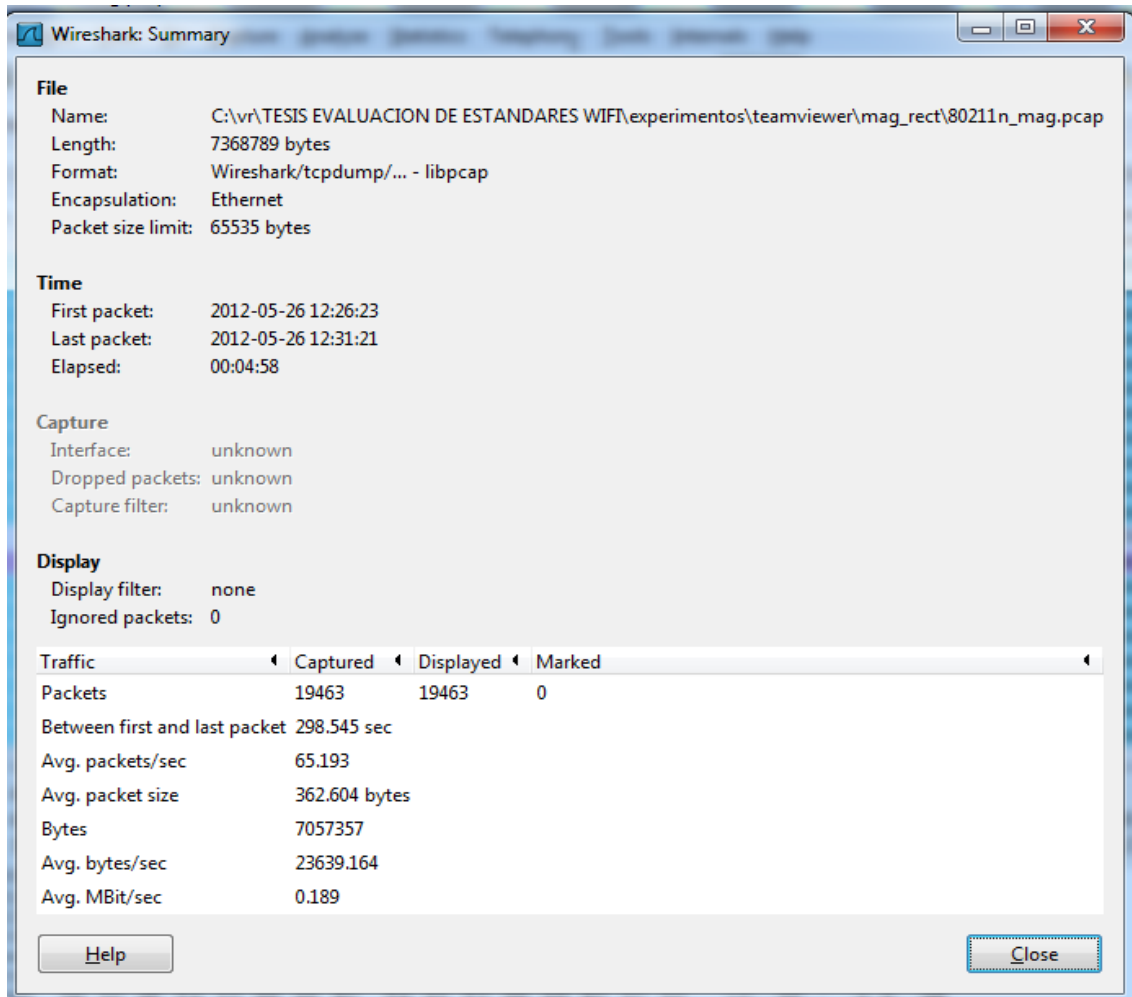 Wireshark: Summary
File
Name: C:\vr\TESIS EVALUACION DE ESTANDARES WIFI\experimentos\teamviewer\mag_rect\80211n_mag.pcap
Length: 7368789 bytes
Format: Wireshark/tcpdump/... - libpcap
Encapsulation: Ethernet
Packet size limit: 65535 bytes
Time
First packet: 2012-05-26 12:26:23
Last packet: 2012-05-26 12:31:21
Elapsed: 00:04:58
Capture
Interface: unknown
Dropped packets: unknown
Capture filter: unknown
Display
Display filter: none
Ignored packets: 0
Traffic Captured Displayed Marked
Packets 19463 19463 0
Between first and last packet 298.545 sec
Avg. packets/sec 65.193
Avg. packet size 362.604 bytes
Bytes 7057357
Avg. bytes/sec 23639.164
Avg. MBit/sec 0.189
Help Close